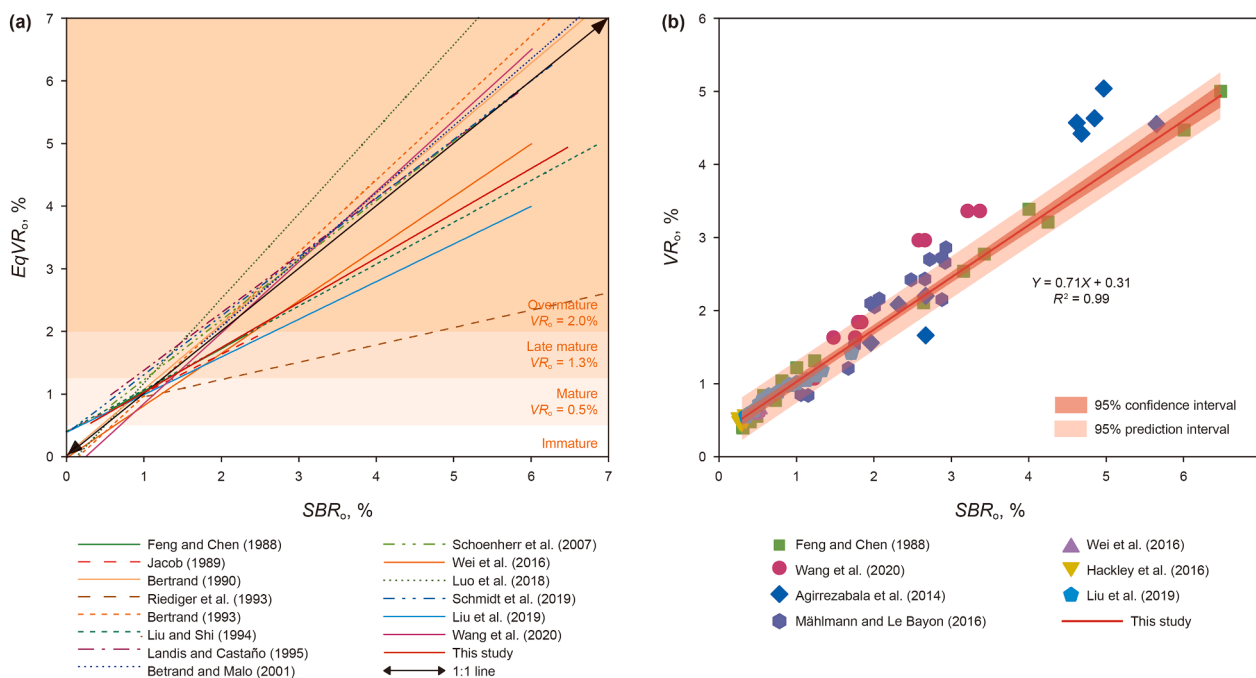 (a)
7
6
5
4
3
2
1
0
EqVRₒ, %
Overmature
VRₒ = 2.0%
Late mature
VRₒ = 1.3%
Mature
VRₒ = 0.5%
Immature
0 1 2 3 4 5 6 7
SBRₒ, %
Feng and Chen (1988)
Jacob (1989)
Bertrand (1990)
Riediger et al. (1993)
Bertrand (1993)
Liu and Shi (1994)
Landis and Castaño (1995)
Betrand and Malo (2001)
Schoenherr et al. (2007)
Wei et al. (2016)
Luo et al. (2018)
Schmidt et al. (2019)
Liu et al. (2019)
Wang et al. (2020)
This study
1:1 line
(b)
6
5
4
3
2
1
0
VRₒ, %
Y = 0.71X + 0.31
R² = 0.99
95% confidence interval
95% prediction interval
0 1 2 3 4 5 6
SBRₒ, %
Feng and Chen (1988)
Wang et al. (2020)
Agirrezabala et al. (2014)
Mählmann and Le Bayon (2016)
Wei et al. (2016)
Hackley et al. (2016)
Liu et al. (2019)
This study